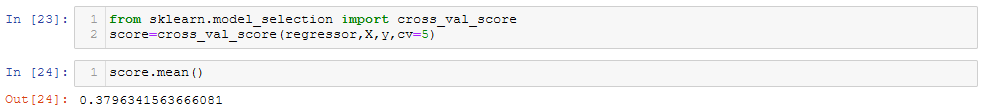 In [23]:
1 from sklearn.model_selection import cross_val_score
2 score=cross_val_score(regressor,X,y,cv=5)
In [24]:
1 score.mean()
Out[24]: 0.3796341563666081